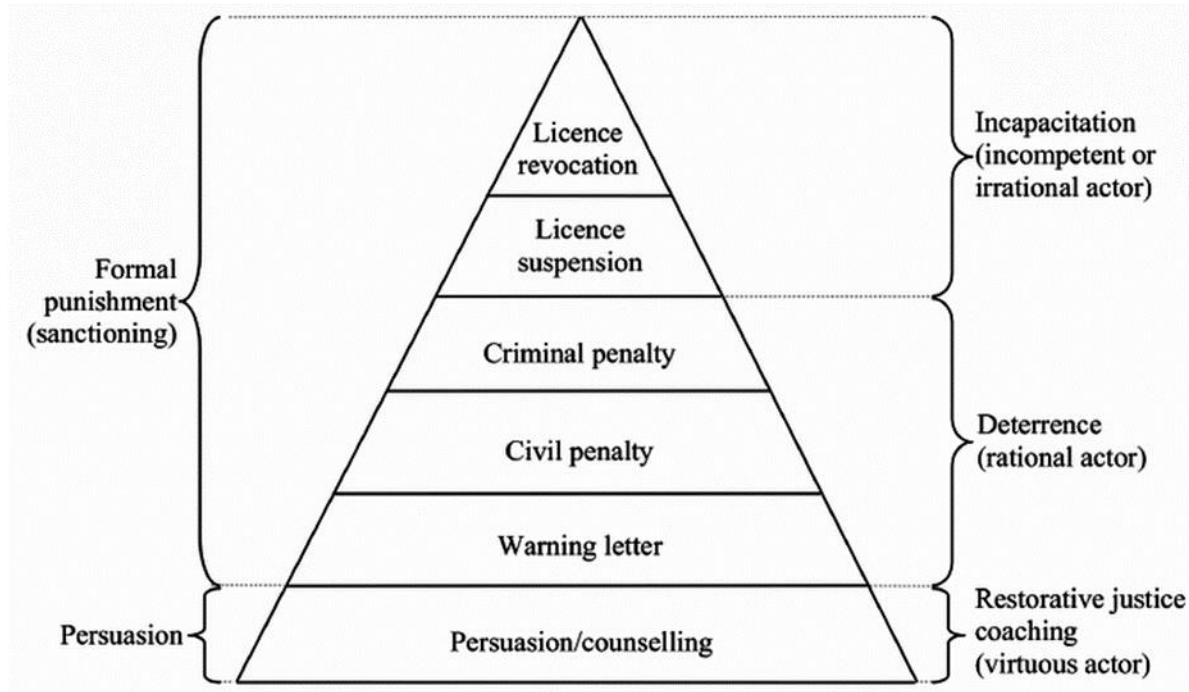 Licence
revocation
Licence
suspension
Criminal penalty
Civil penalty
Warning letter
Persuasion/counselling
Formal
punishment
(sanctioning)
Persuasion
Incapacitation
(incompetent or
irrational actor)
Deterrence
(rational actor)
Restorative justice
coaching
(virtuous actor)